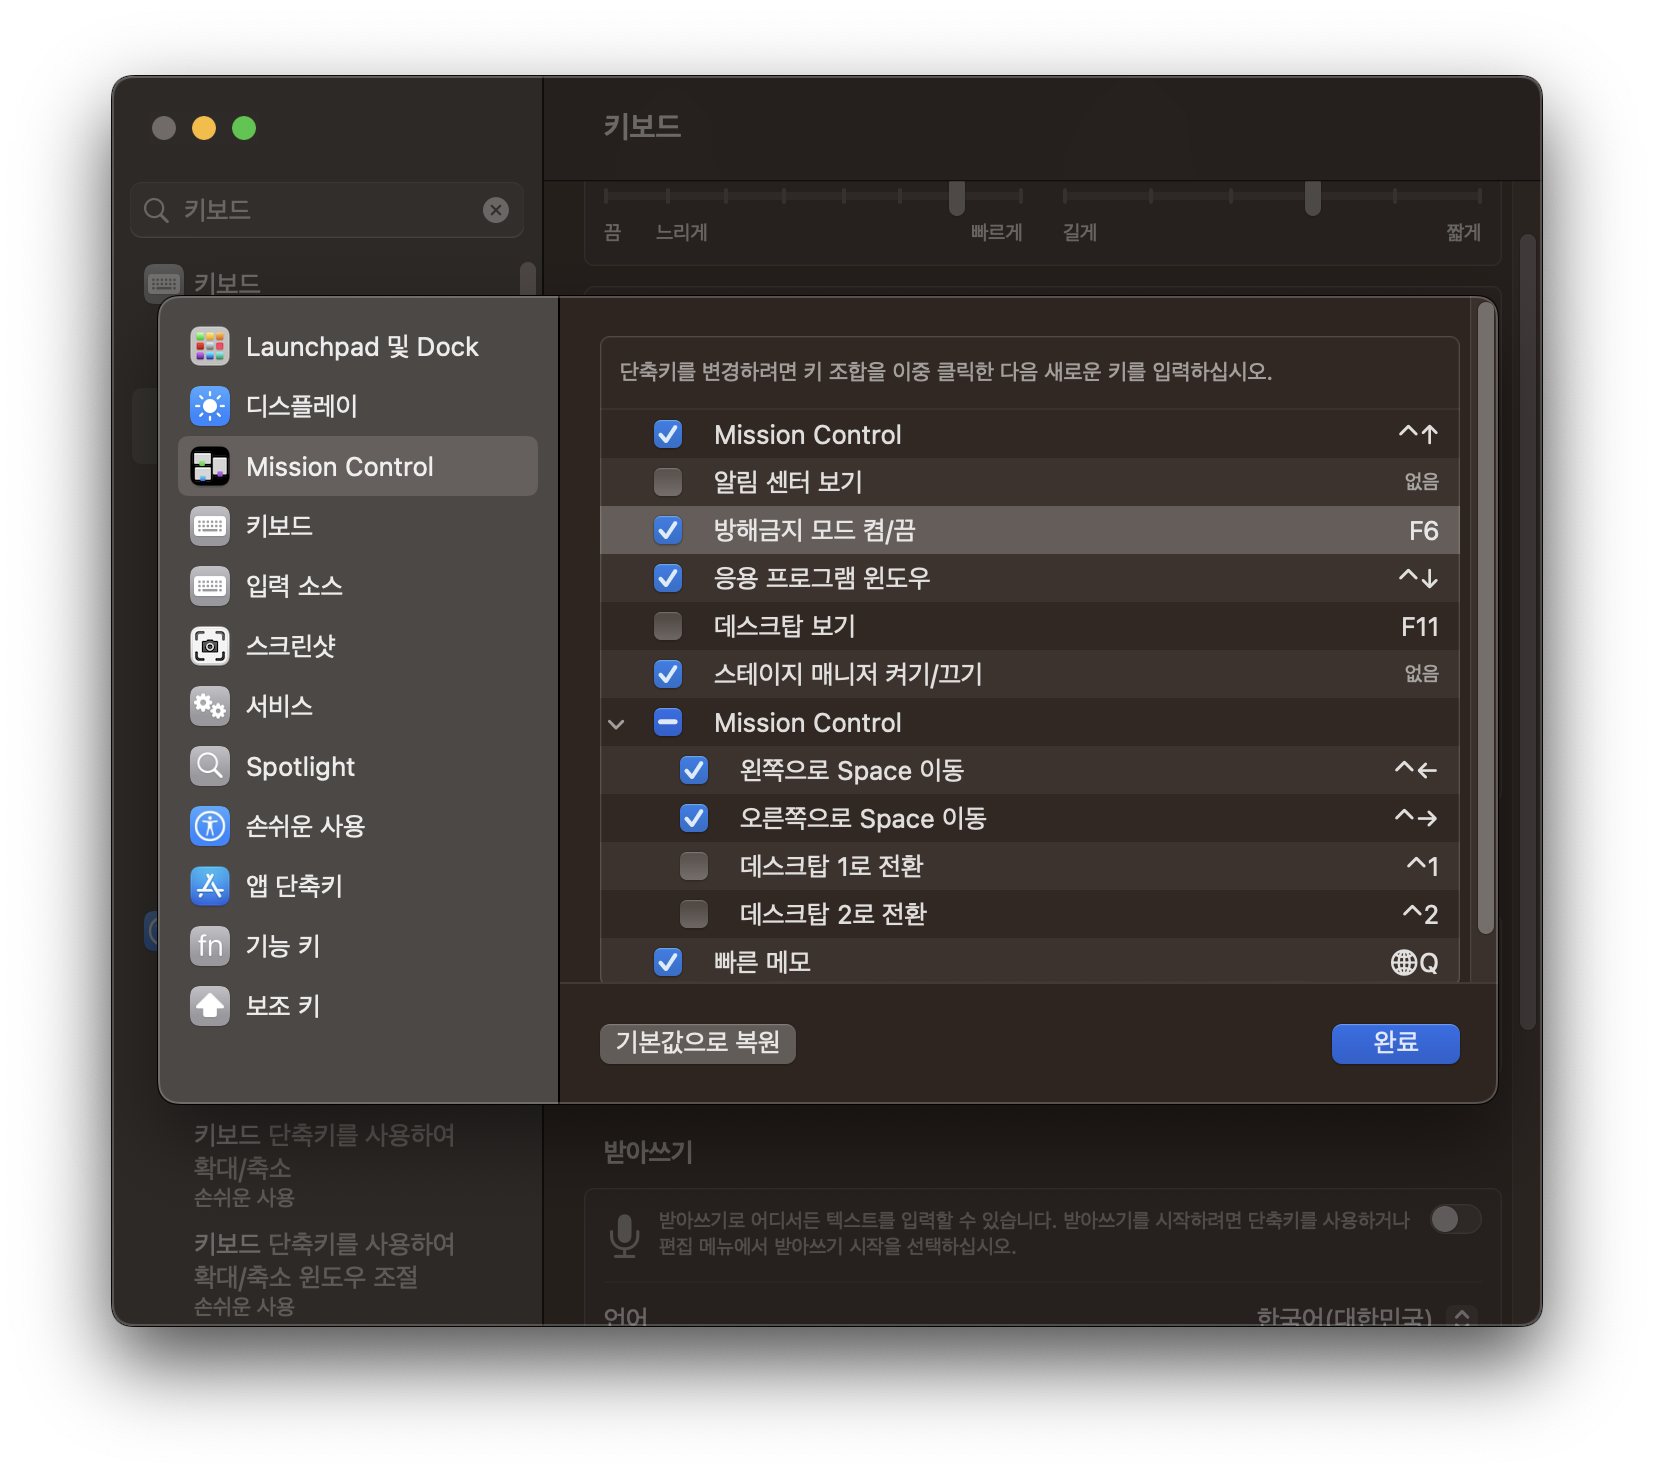 키보드
키보드
끔 느리게 빠르게 길게 짧게
키보드
Launchpad 및 Dock
디스플레이
Mission Control
키보드
입력 소스
스크린샷
서비스
Spotlight
손쉬운 사용
앱 단축키
fn 기능 키
보조 키
단축키를 변경하려면 키 조합을 이중 클릭한 다음 새로운 키를 입력하십시오.
Mission Control ^↑
알림 센터 보기 없음
방해금지 모드 켬/끔 F6
응용 프로그램 윈도우 ^↓
데스크탑 보기 F11
스테이지 매니저 켜기/끄기 없음
Mission Control
왼쪽으로 Space 이동 ^←
오른쪽으로 Space 이동 ^→
데스크탑 1로 전환 ^1
데스크탑 2로 전환 ^2
빠른 메모 Q
기본값으로 복원 완료
키보드 단축키를 사용하여
확대/축소
손쉬운 사용
키보드 단축키를 사용하여
확대/축소 윈도우 조절
손쉬운 사용
받아쓰기
받아쓰기로 어디서든 텍스트를 입력할 수 있습니다. 받아쓰기를 시작하려면 단축키를 사용하거나
편집 메뉴에서 받아쓰기 시작을 선택하십시오.
언어 한국어(대한민국)